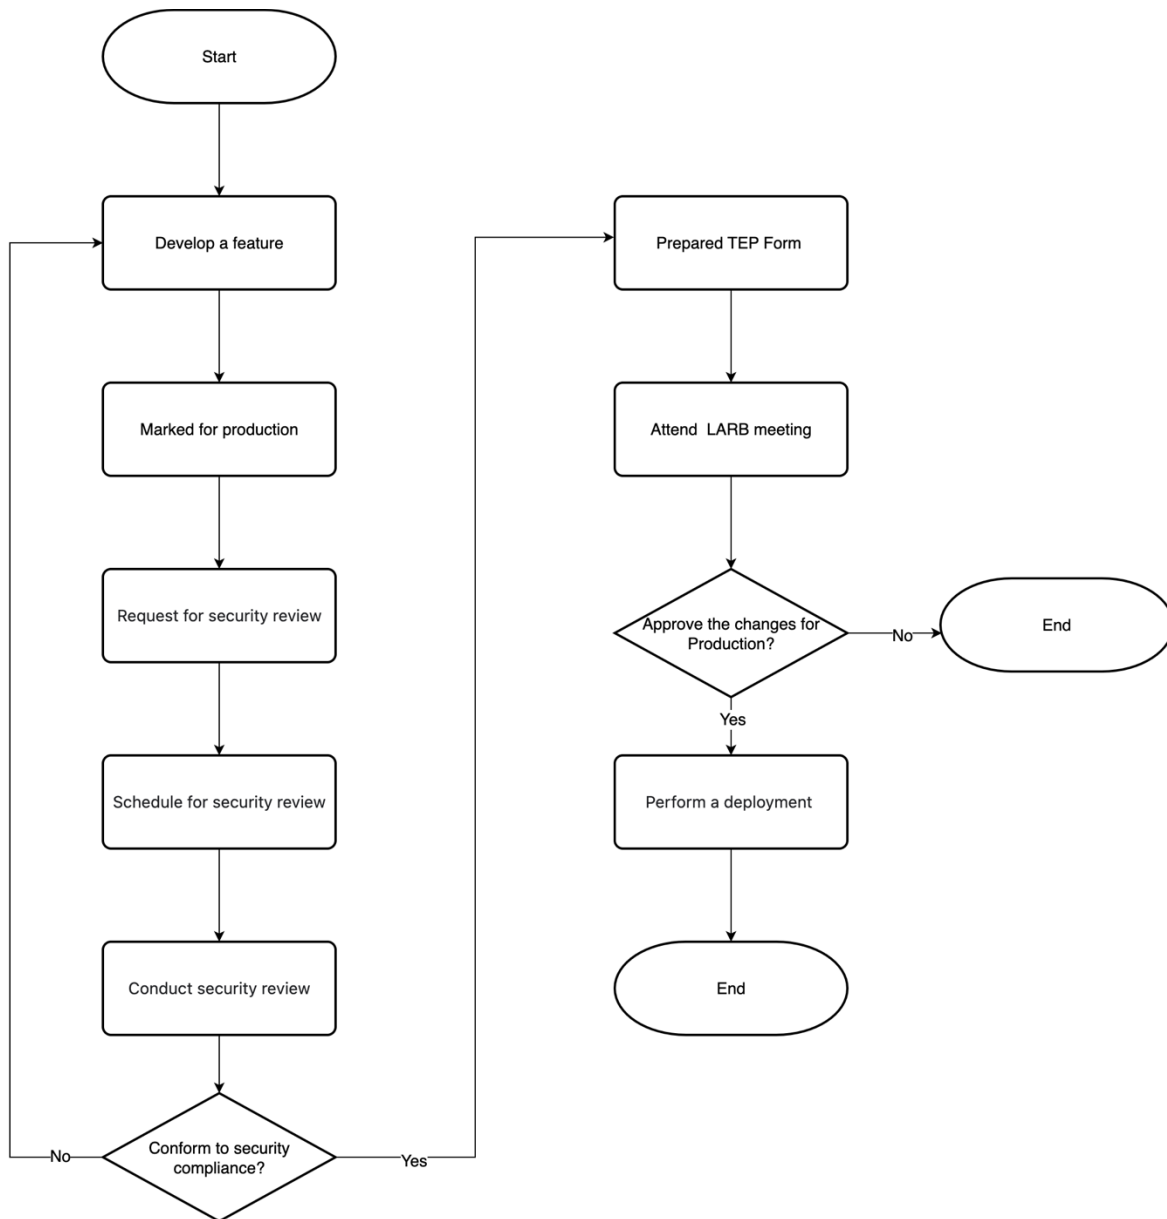 Start
Develop a feature
Marked for production
Request for security review
Schedule for security review
Conduct security review
Conform to security
compliance?
No
Yes
Prepared TEP Form
Attend LARB meeting
Approve the changes for
Production?
No
End
Yes
Perform a deployment
End